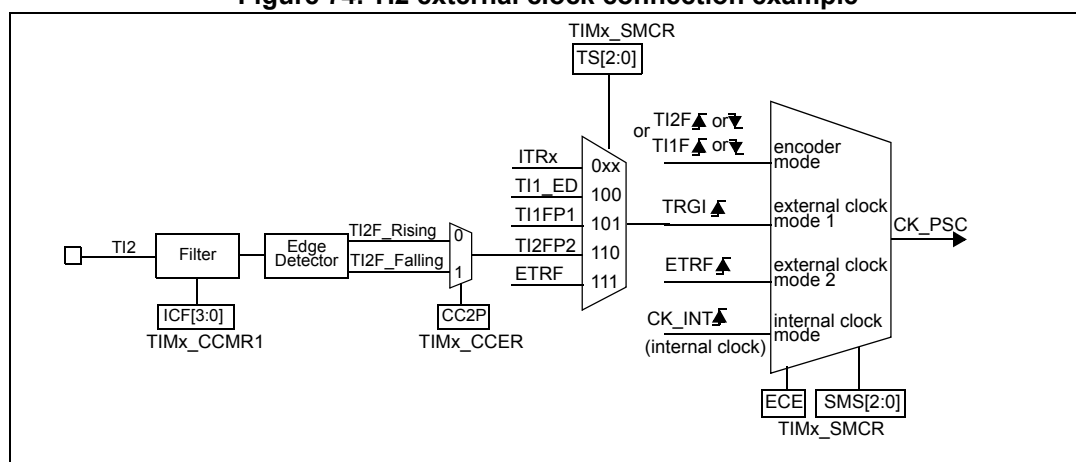 Figure 74. TI2 external clock connection example
TIMx_SMCR
TS[2:0]
or TI2F or
TI1F or
encoder
mode
ITRx
0xx
TI1_ED
100
TI1FP1
101
TI2FP2
110
ETRF
111
TRGI
external clock
mode 1
CK_PSC
ETRF
external clock
mode 2
CK_INT
(internal clock)
internal clock
mode
TI2
Filter
Edge
Detector
TI2F_Rising
TI2F_Falling
0
1
ICF[3:0]
TIMx_CCMR1
CC2P
TIMx_CCER
ECE
SMS[2:0]
TIMx_SMCR